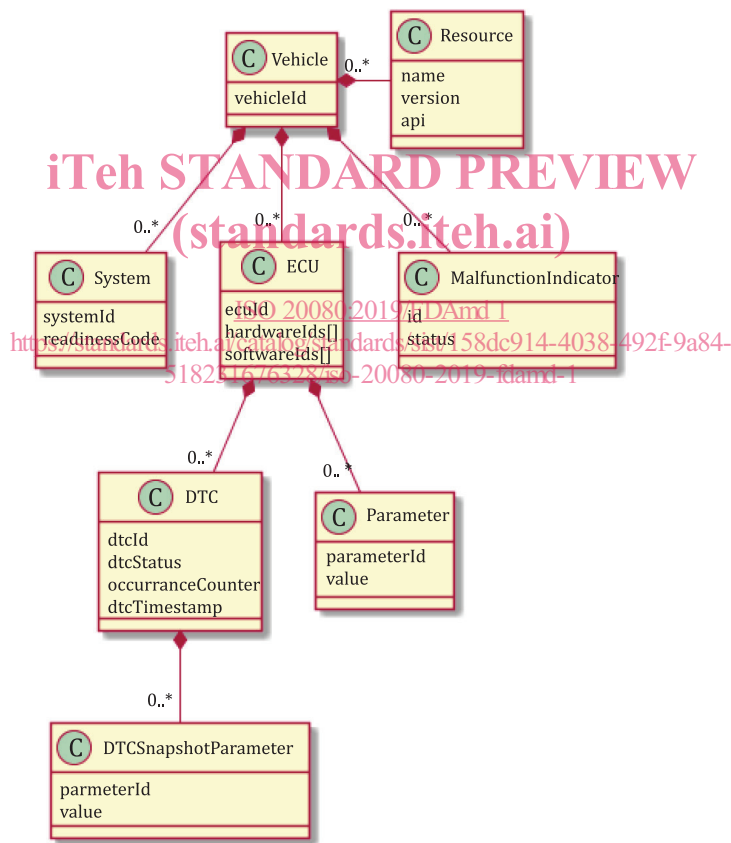 C Vehicle
vehicleId
0..*
C Resource
name
version
api
iTeh STANDARD PREVIEW
(standards.iteh.ai)
0..*
0..*
0..*
C System
systemId
readinessCode
C ECU
ecuId
hardwareIds[]
softwareIds[]
C MalfunctionIndicator
id
status
ISO 20080:2019/FDAmd 1
https://standards.iteh.ai/catalog/standards/sist/158dc914-4038-492f-9a84-
518251676328/iso-20080-2019-fdamd-1
0..*
0.. *
C DTC
dtcId
dtcStatus
occurranceCounter
dtcTimestamp
C Parameter
parameterId
value
0..*
C DTCSnapshotParameter
parmeterId
value